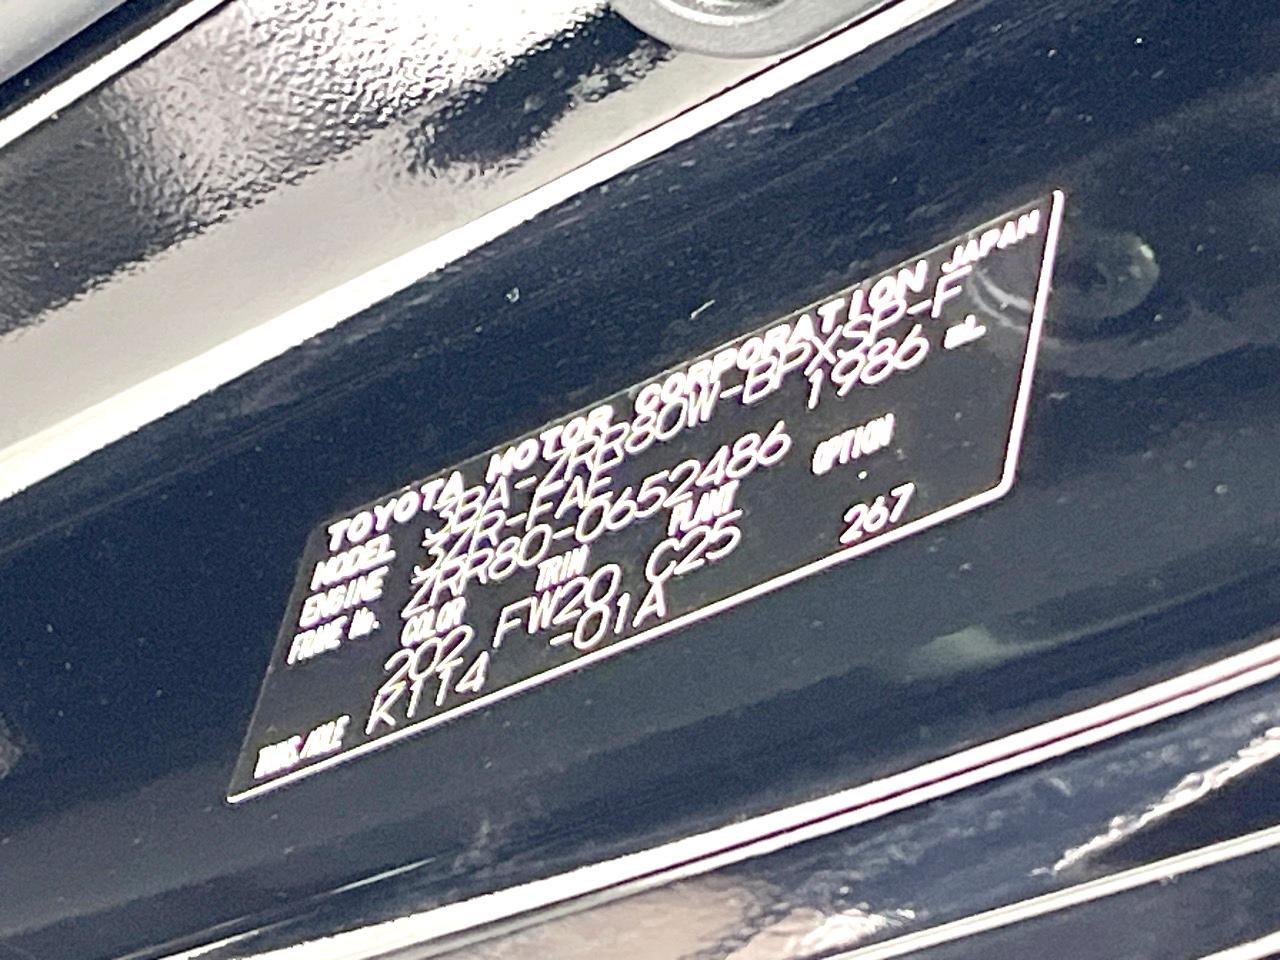 TOYOTA MOTOR CORPORATION JAPAN
MODEL 3BA-ZRR80W-BPXSP-F
ENGINE 3ZR-FAE 1986 mL
FRAME No. ZRR80-0652486
COLOR TRIM PLANT OPTION
202 FW20 C25 267
TRANS/AXLE K114 -01A